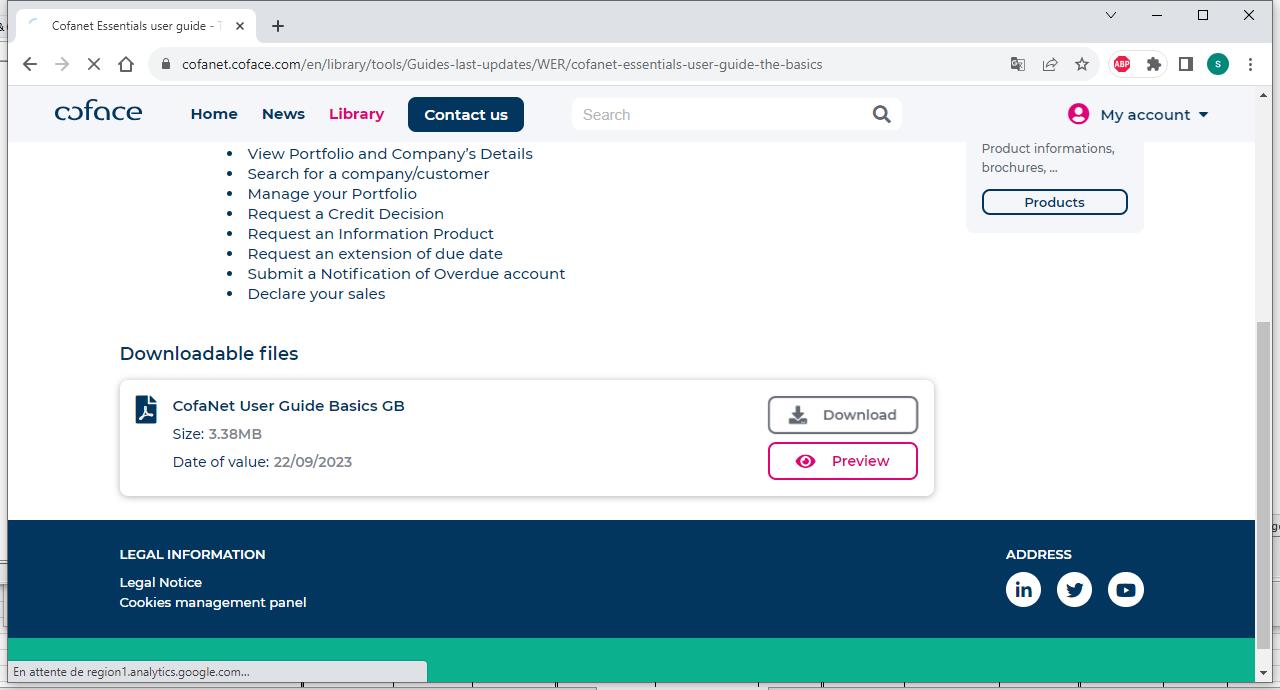 Cofanet Essentials user guide - T
cofanet.coface.com/en/library/tools/Guides-last-updates/WER/cofanet-essentials-user-guide-the-basics
ABP
S
coface
Home
News
Library
Contact us
Search
My account
Product informations,
brochures, ...
Products
• View Portfolio and Company's Details
• Search for a company/customer
• Manage your Portfolio
• Request a Credit Decision
• Request an Information Product
• Request an extension of due date
• Submit a Notification of Overdue account
• Declare your sales
Downloadable files
CofaNet User Guide Basics GB
Size: 3.38MB
Date of value: 22/09/2023
Download
Preview
LEGAL INFORMATION
Legal Notice
Cookies management panel
ADDRESS
in
En attente de region1.analytics.google.com...